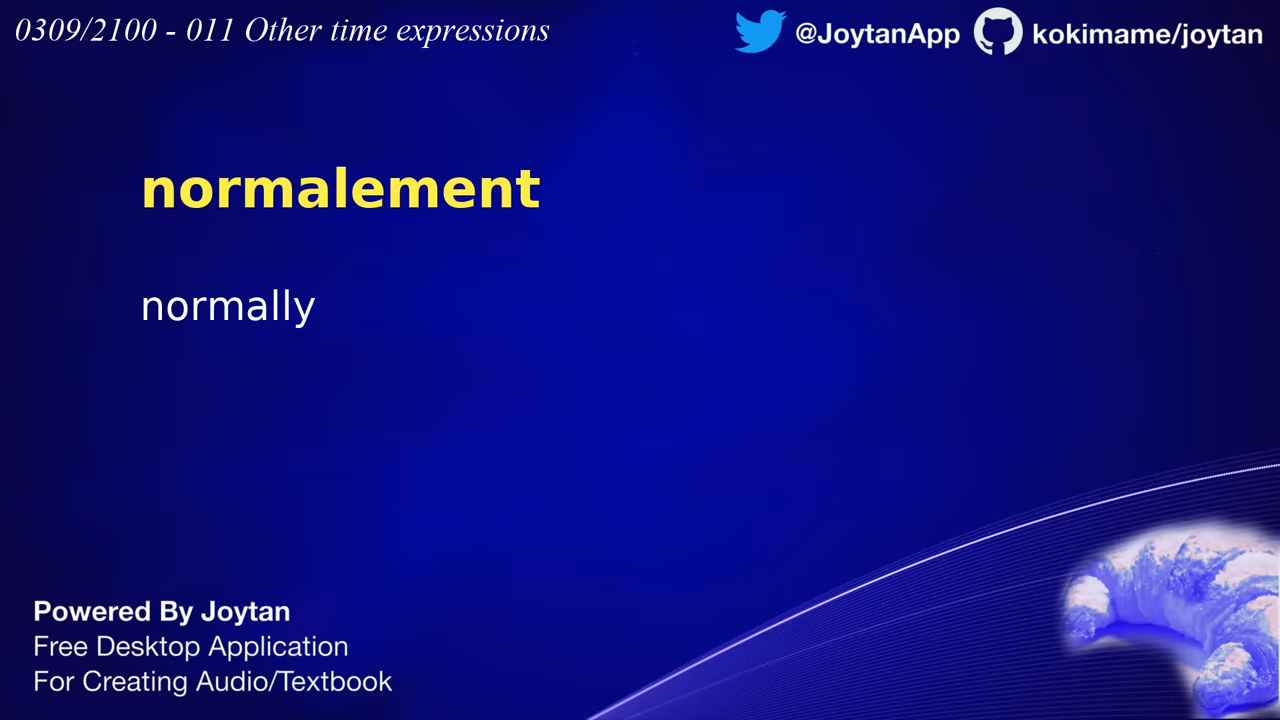 0309/2100 - 011 Other time expressions
@JoytanApp kokimame/joytan
normalement
normally
Powered By Joytan
Free Desktop Application
For Creating Audio/Textbook